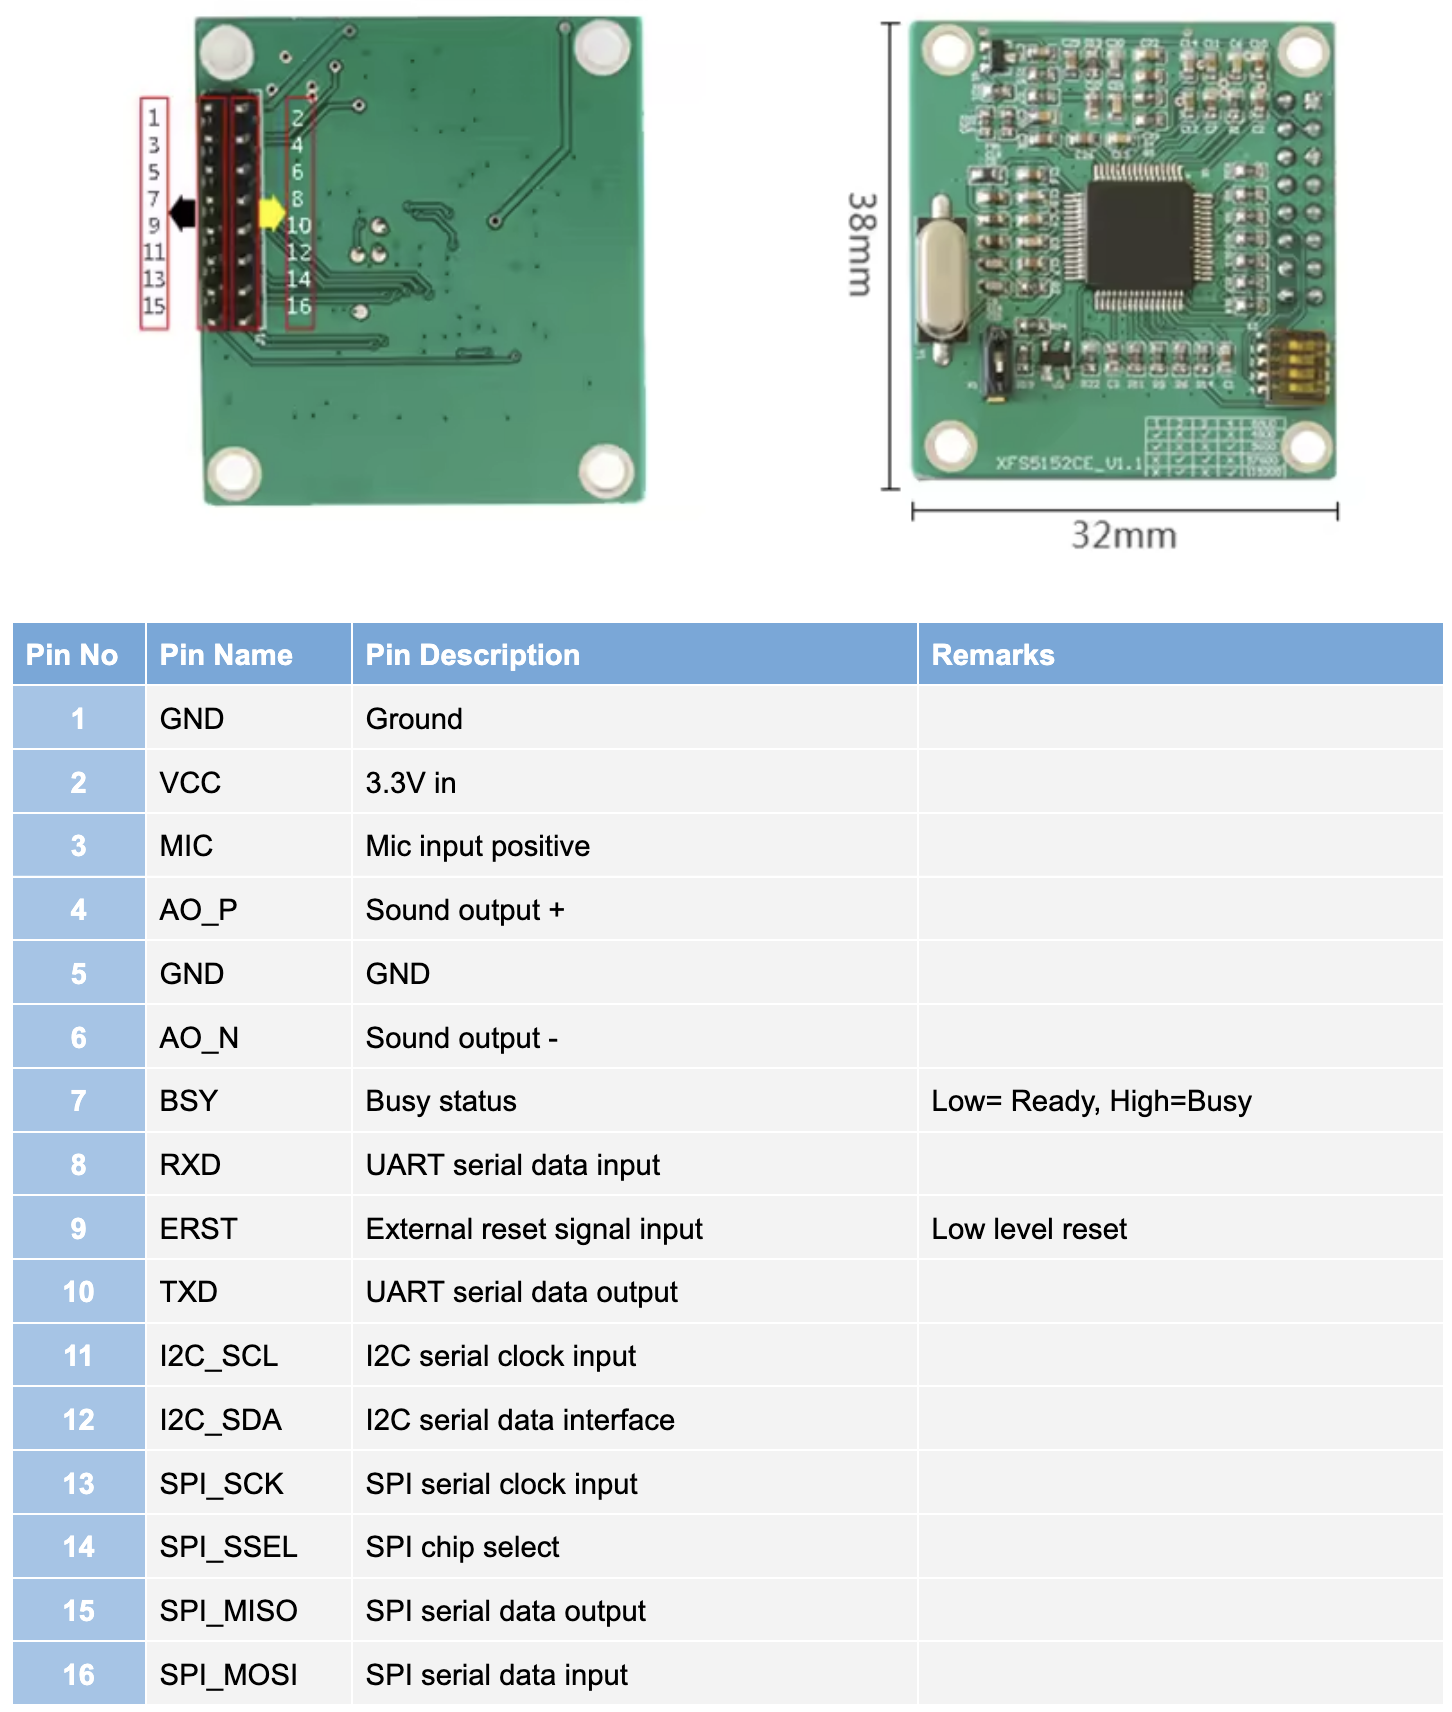 1
3
5
7
9
11
13
15
2
4
6
8
10
12
14
16
38mm
XFS5152CE_V1.1
32mm
Pin No Pin Name Pin Description Remarks
1 GND Ground
2 VCC 3.3V in
3 MIC Mic input positive
4 AO_P Sound output +
5 GND GND
6 AO_N Sound output -
7 BSY Busy status Low= Ready, High=Busy
8 RXD UART serial data input
9 ERST External reset signal input Low level reset
10 TXD UART serial data output
11 I2C_SCL I2C serial clock input
12 I2C_SDA I2C serial data interface
13 SPI_SCK SPI serial clock input
14 SPI_SSEL SPI chip select
15 SPI_MISO SPI serial data output
16 SPI_MOSI SPI serial data input